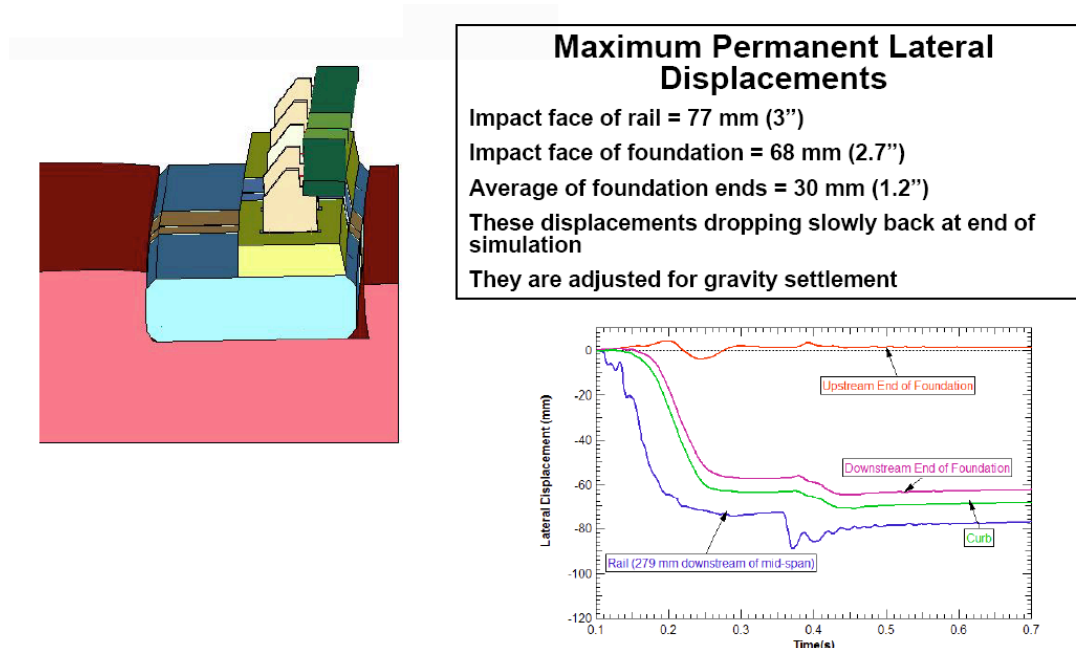 Maximum Permanent Lateral
Displacements
Impact face of rail = 77 mm (3”)
Impact face of foundation = 68 mm (2.7”)
Average of foundation ends = 30 mm (1.2”)
These displacements dropping slowly back at end of
simulation
They are adjusted for gravity settlement
0
-20
-40
-60
-80
-100
-120
Lateral Displacement (mm)
Upstream End of Foundation
Downstream End of Foundation
Curb
Rail (279 mm downstream of mid-span)
0.1 0.2 0.3 0.4 0.5 0.6 0.7
Time(s)